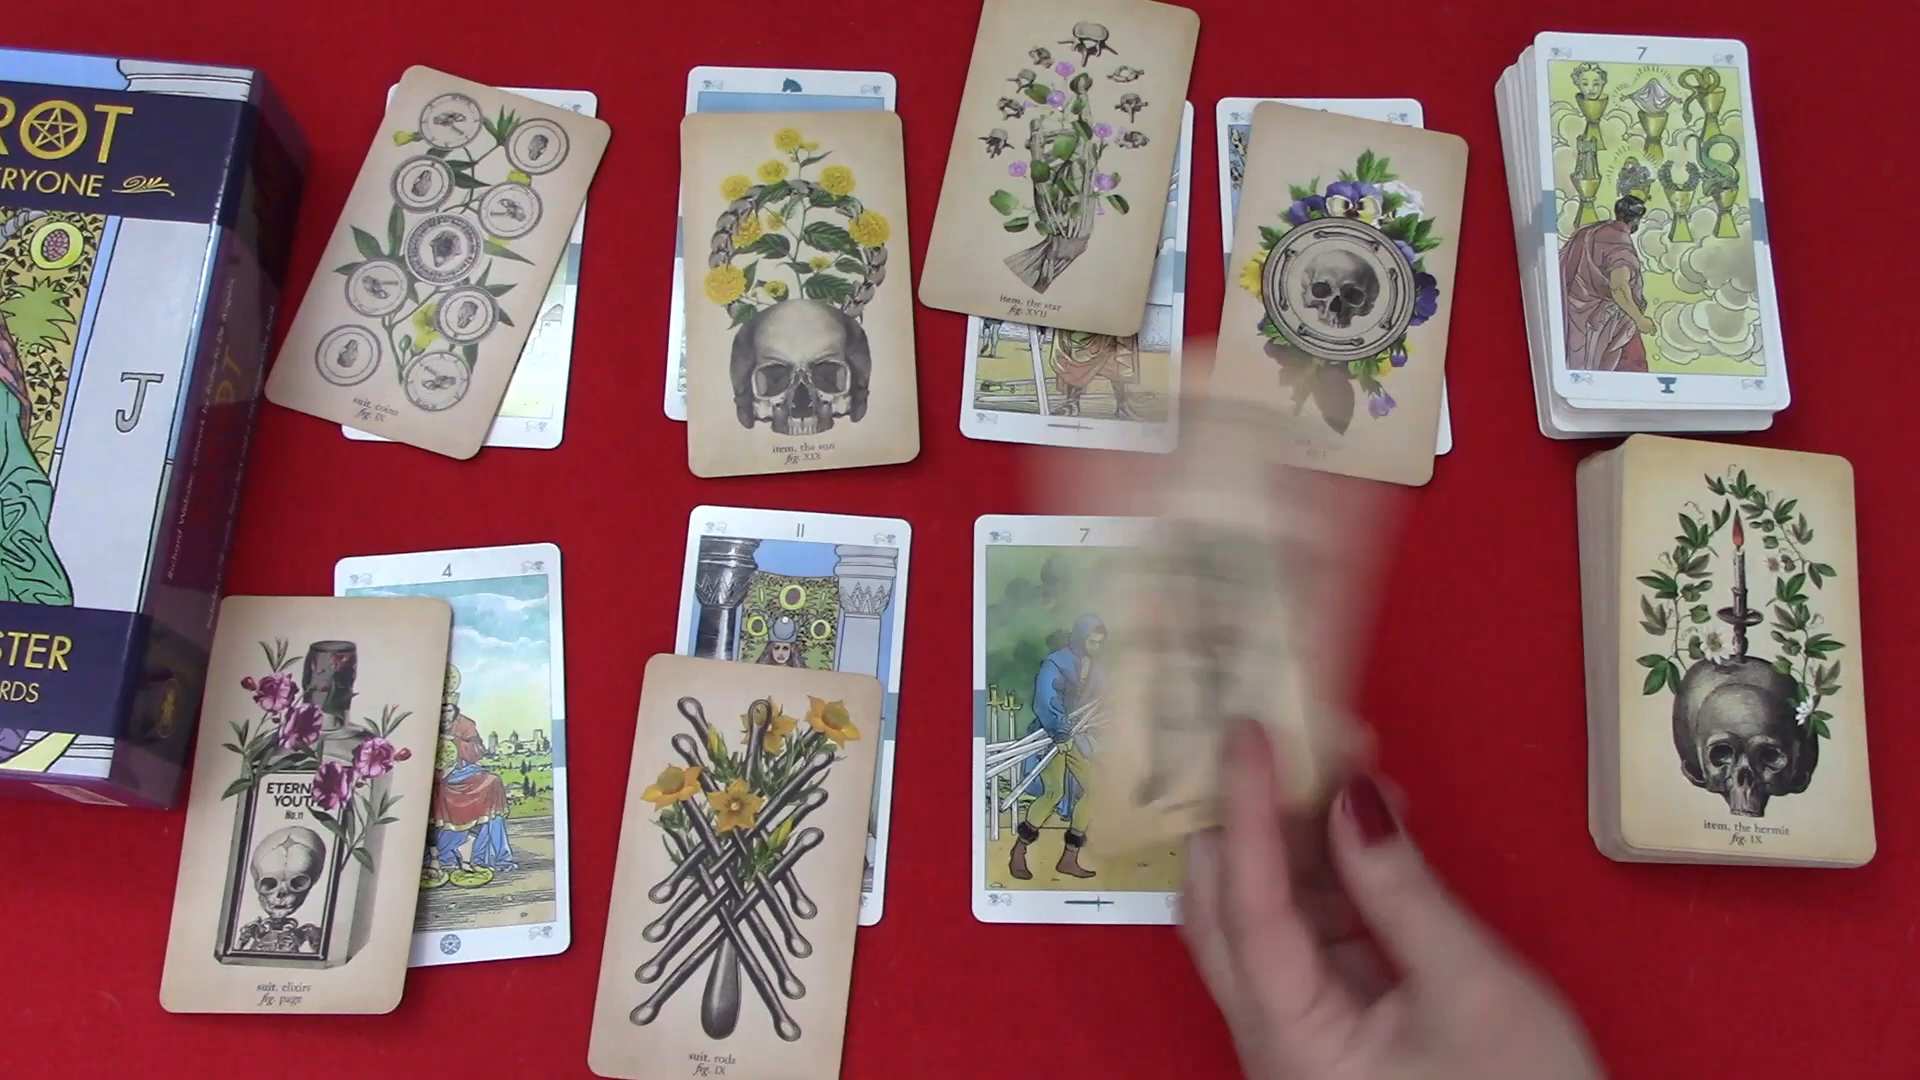 ROT
RYONE
J
STER
RDS
suit. coins
fig. IX
item. the sun
fig. XIX
item. the star
fig. XVII
7
4
suit. elixirs
fig. page
ETERN
YOUTH
II
suit. rods
fig. IX
7
item. the hermit
fig. IX